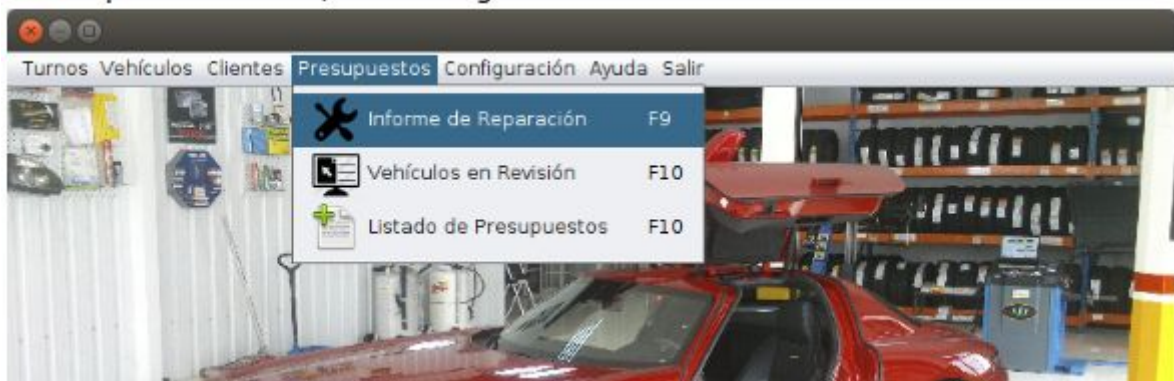 Turnos Vehículos Clientes Presupuestos Configuración Ayuda Salir
Informe de Reparación F9
Vehículos en Revisión F10
Listado de Presupuestos F10